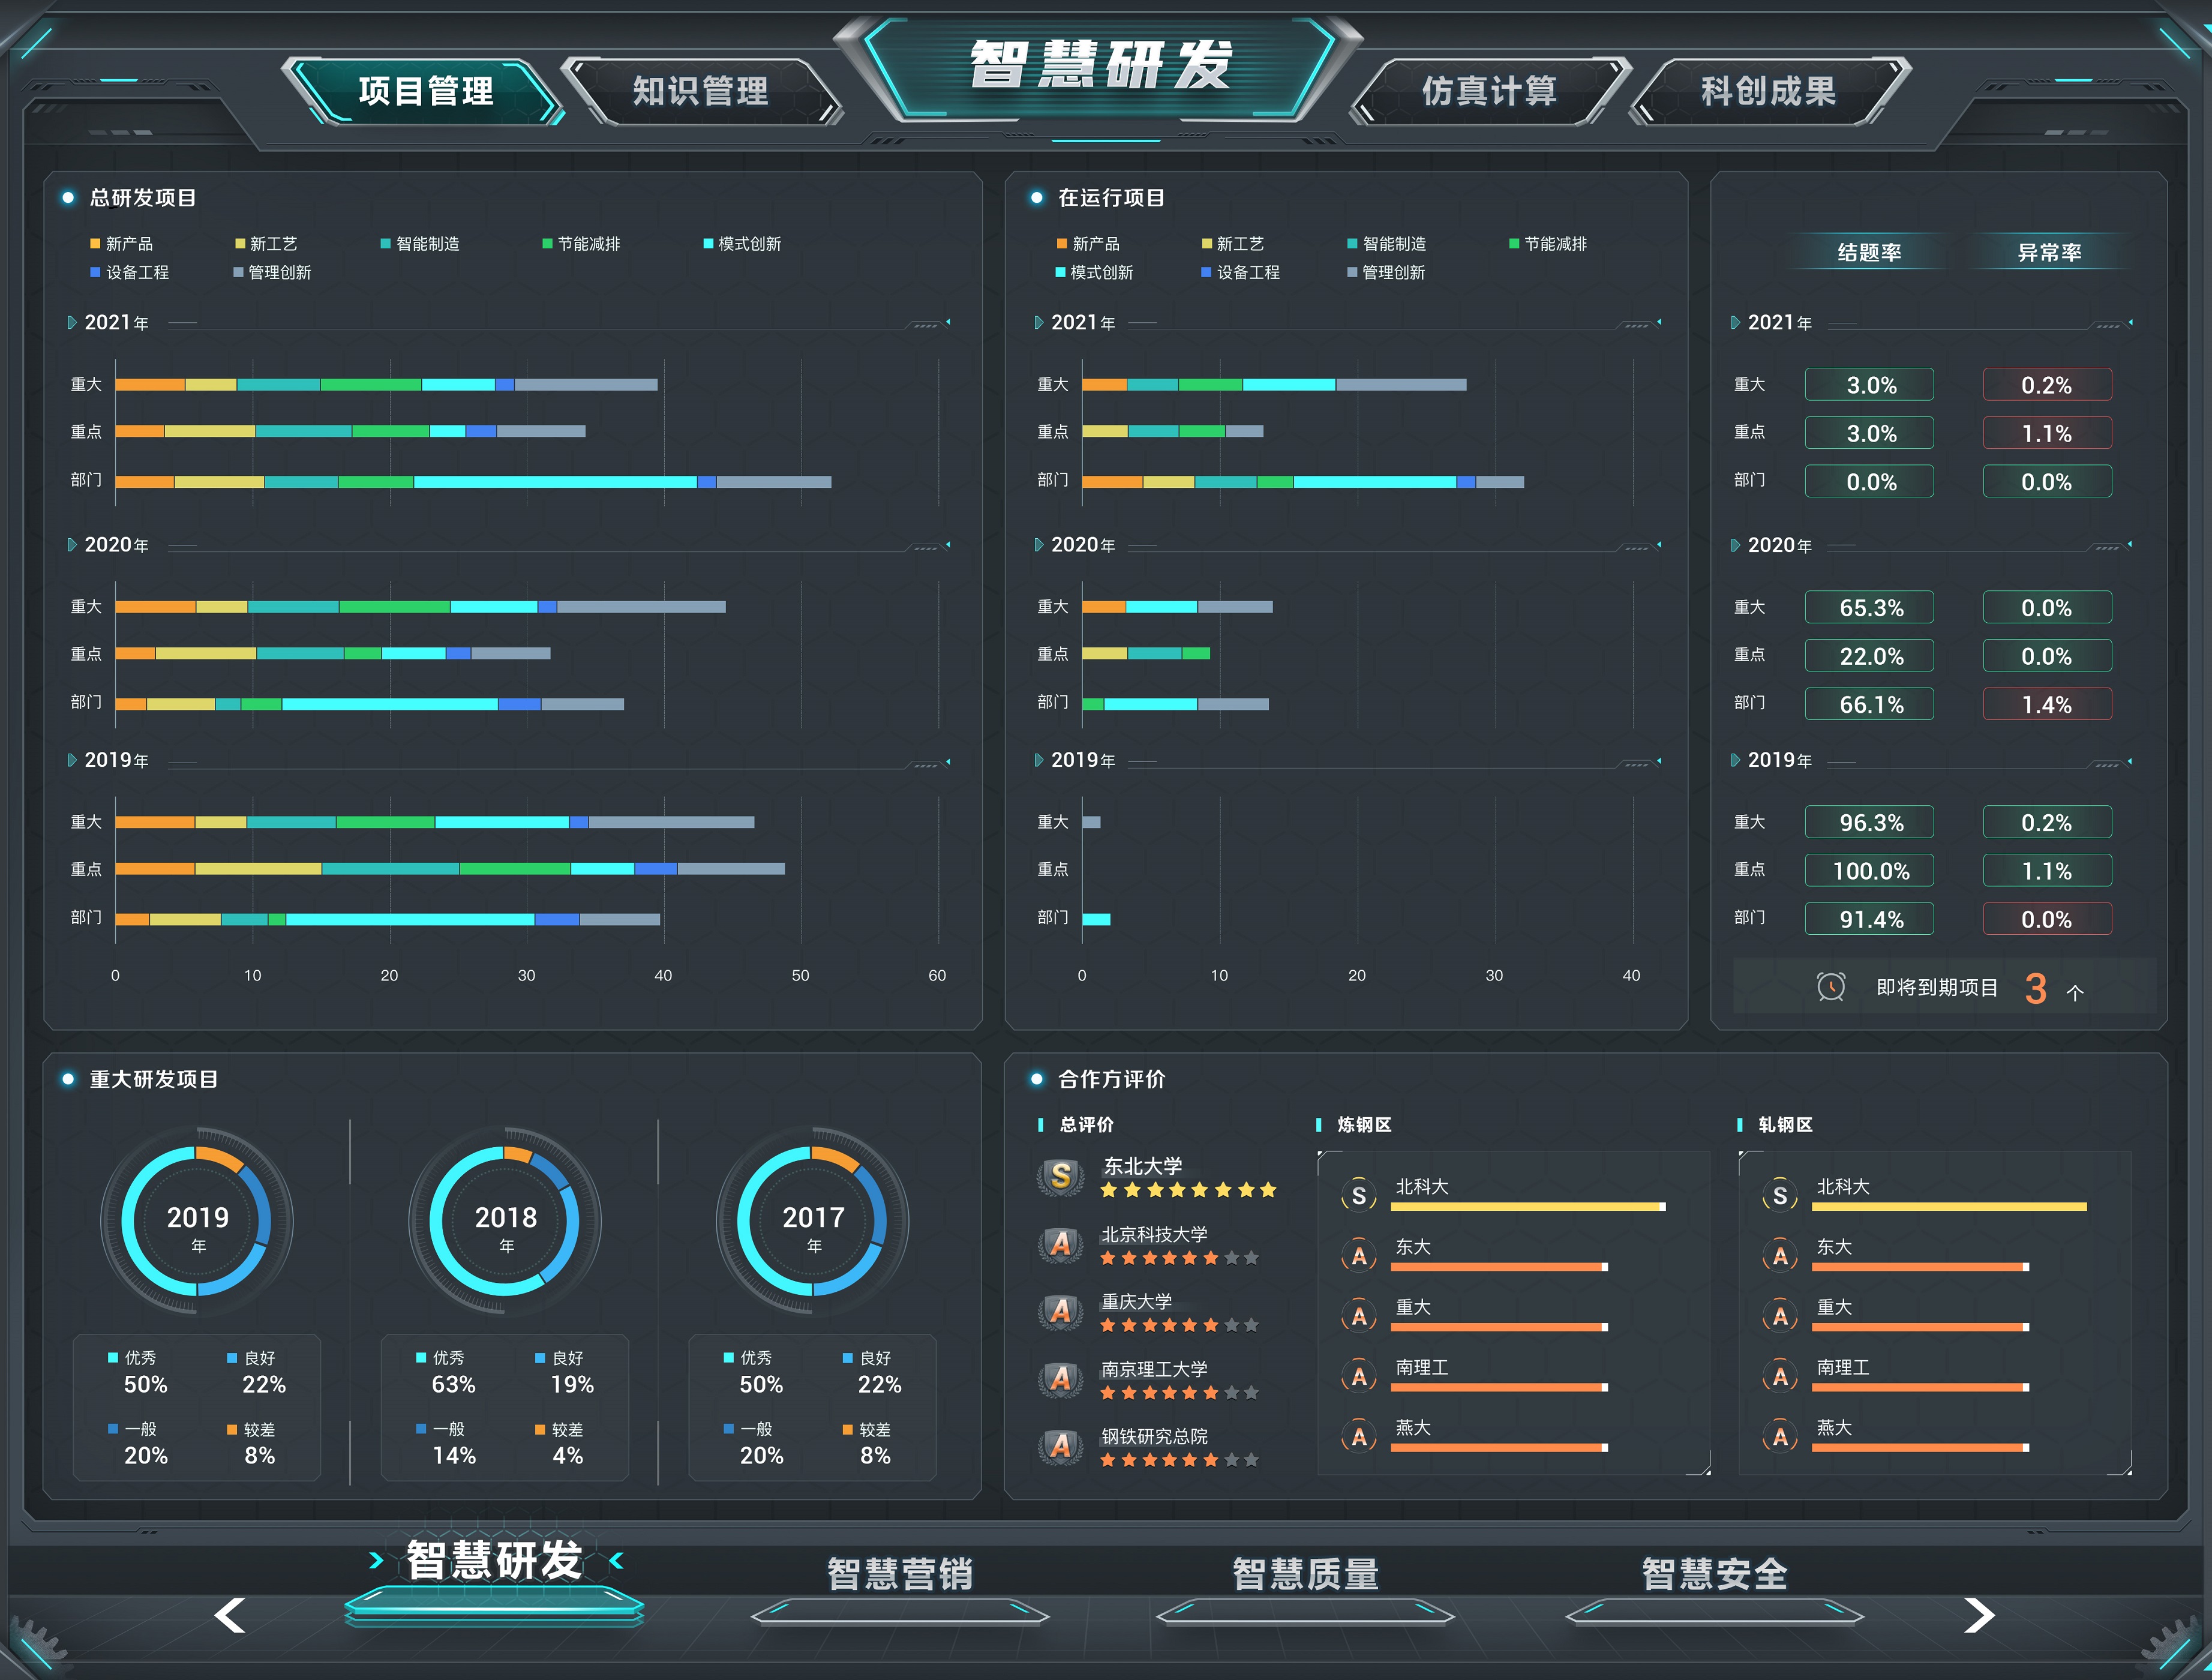 智慧研发
项目管理
知识管理
仿真计算
科创成果
总研发项目
新产品 新工艺 智能制造 节能减排 模式创新
设备工程 管理创新
2021年
重大
重点
部门
2020年
重大
重点
部门
2019年
重大
重点
部门
0 10 20 30 40 50 60
在运行项目
新产品 新工艺 智能制造 节能减排
模式创新 设备工程 管理创新
2021年
重大
重点
部门
2020年
重大
重点
部门
2019年
重大
重点
部门
0 10 20 30 40
结题率 异常率
2021年
重大 3.0% 0.2%
重点 3.0% 1.1%
部门 0.0% 0.0%
2020年
重大 65.3% 0.0%
重点 22.0% 0.0%
部门 66.1% 1.4%
2019年
重大 96.3% 0.2%
重点 100.0% 1.1%
部门 91.4% 0.0%
即将到期项目 3 个
重大研发项目
2019
年
优秀 良好
50% 22%
一般 较差
20% 8%
2018
年
优秀 良好
63% 19%
一般 较差
14% 4%
2017
年
优秀 良好
50% 22%
一般 较差
20% 8%
合作方评价
总评价
S 东北大学
A 北京科技大学
A 重庆大学
A 南京理工大学
A 钢铁研究总院
炼钢区
S 北科大
A 东大
A 重大
A 南理工
A 燕大
轧钢区
S 北科大
A 东大
A 重大
A 南理工
A 燕大
智慧研发
智慧营销
智慧质量
智慧安全